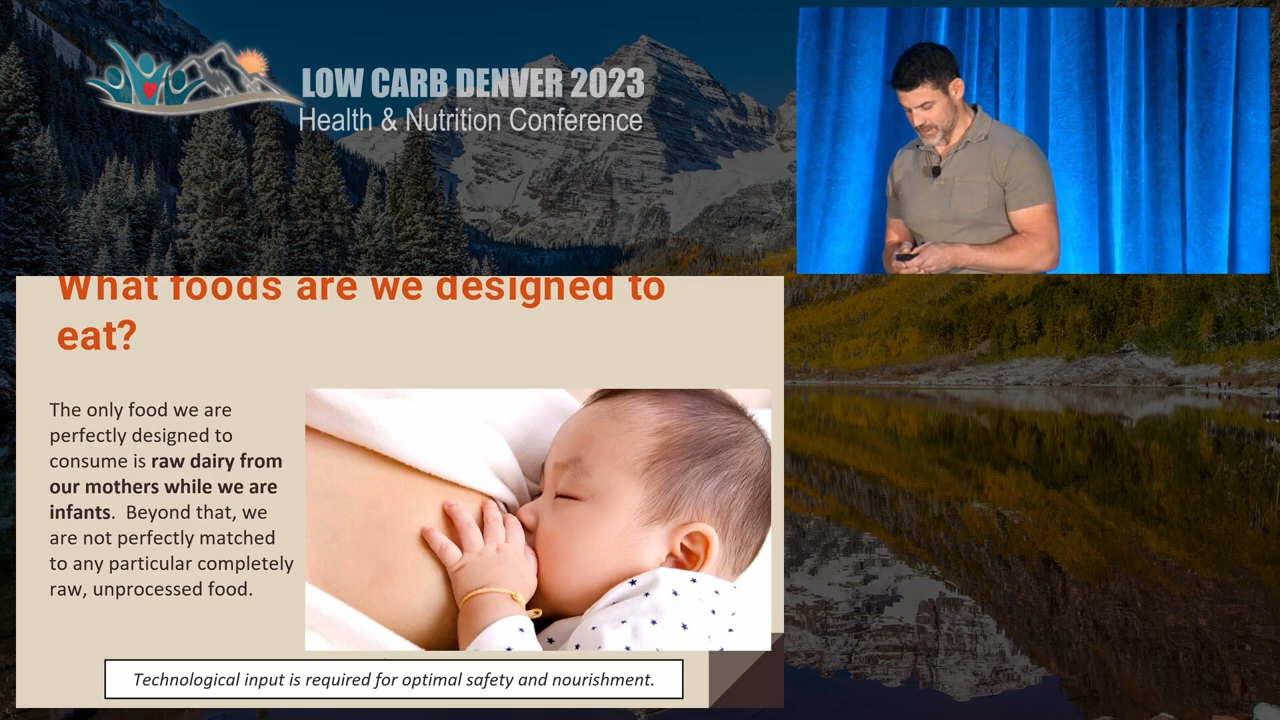 LOW CARB DENVER 2023
Health & Nutrition Conference
What foods are we designed to
eat?
The only food we are
perfectly designed to
consume is raw dairy from
our mothers while we are
infants. Beyond that, we
are not perfectly matched
to any particular completely
raw, unprocessed food.
Technological input is required for optimal safety and nourishment.